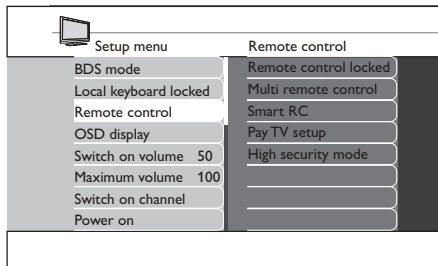 Setup menu
Remote control
BDS mode
Remote control locked
Local keyboard locked
Multi remote control
Remote control
Smart RC
OSD display
Pay TV setup
Switch on volume 50
High security mode
Maximum volume 100
Switch on channel
Power on